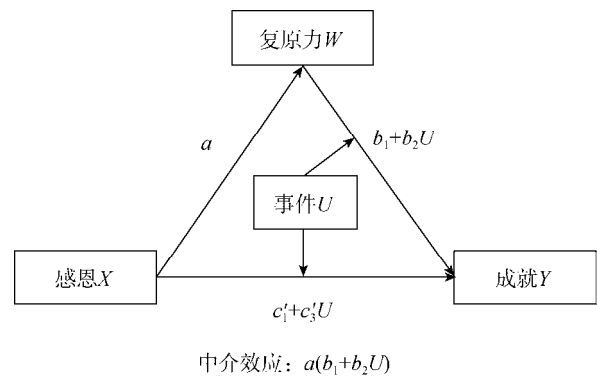 复原力W
a
b₁+b₂U
事件U
感恩X
成就Y
c′₁+c′₃U
中介效应：a(b₁+b₂U)